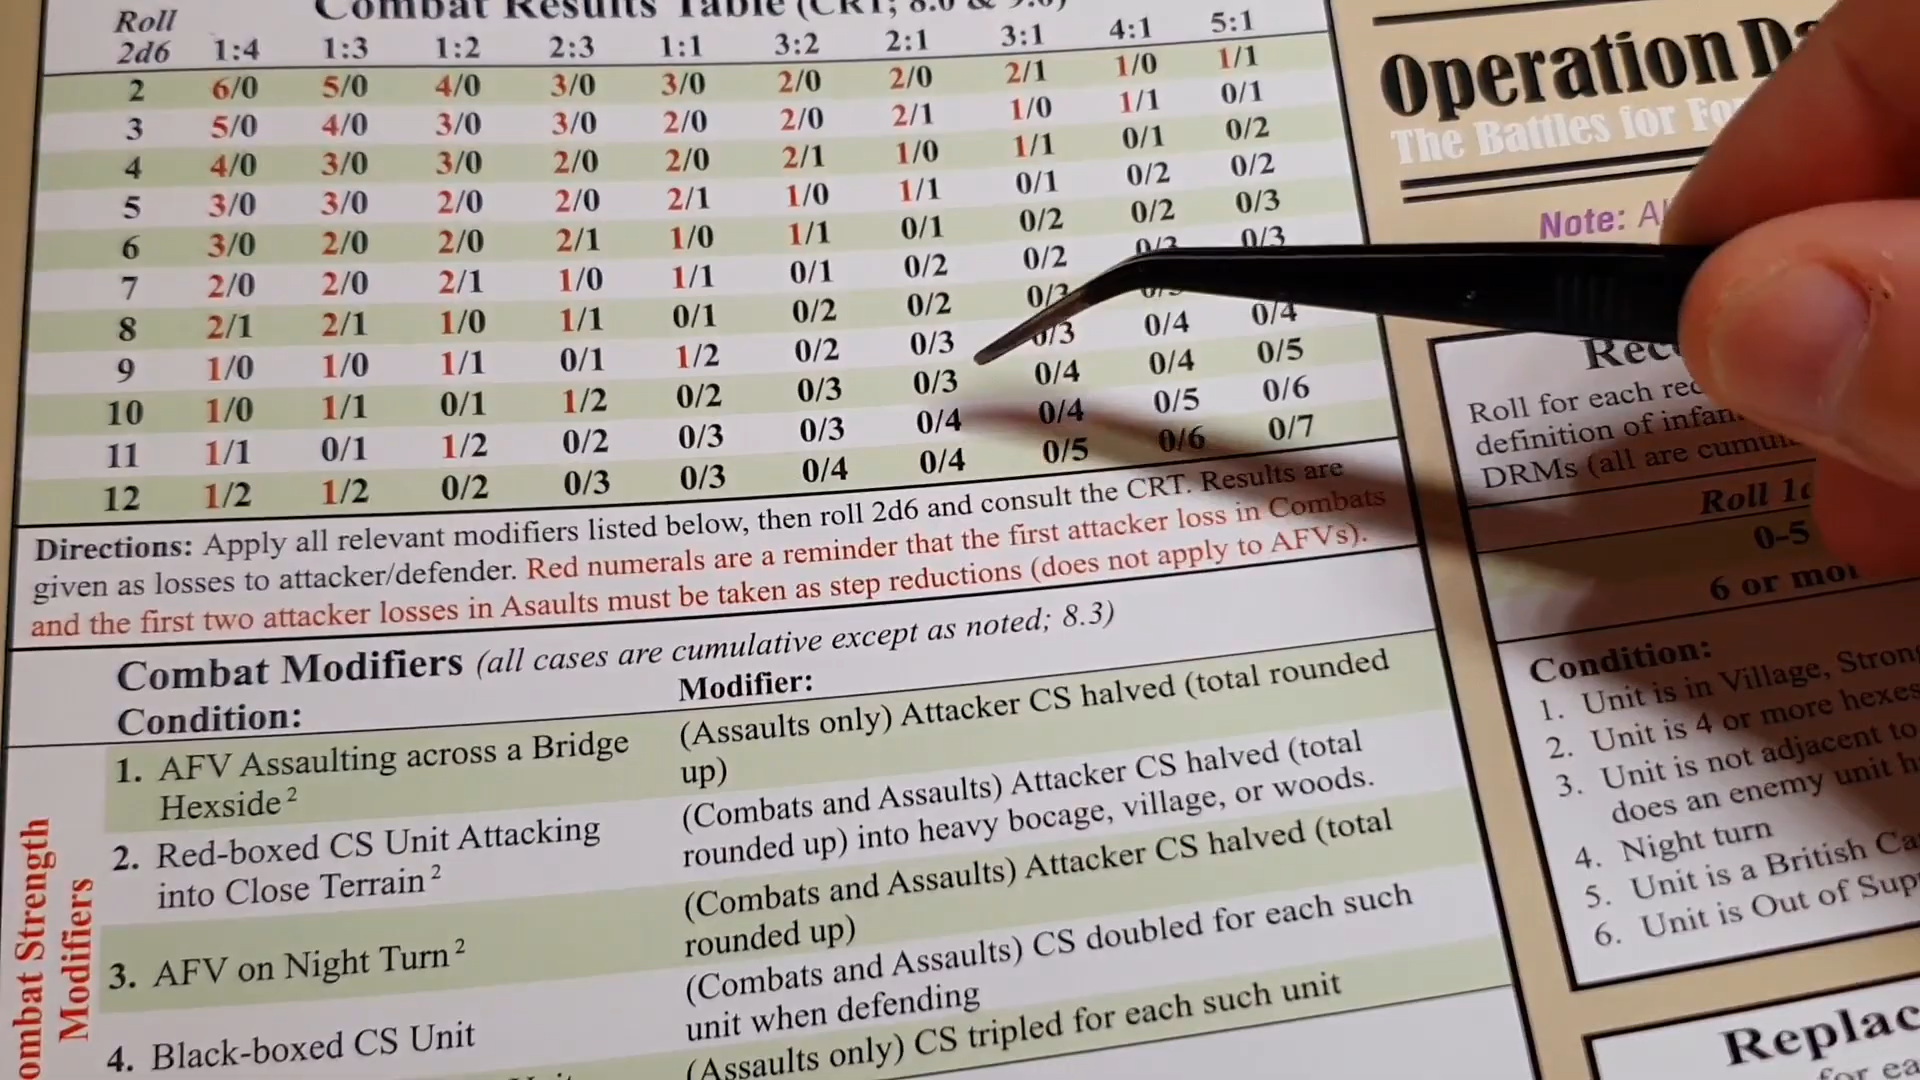 Combat Results Table (CRT; 8.0 & 9.0)
Roll
2d6 1:4 1:3 1:2 2:3 1:1 3:2 2:1 3:1 4:1 5:1
2 6/0 5/0 4/0 3/0 3/0 2/0 2/0 2/1 1/0 1/1
3 5/0 4/0 3/0 3/0 2/0 2/0 2/1 1/0 1/1 0/1
4 4/0 3/0 3/0 2/0 2/0 2/1 1/0 1/1 0/1 0/2
5 3/0 3/0 2/0 2/0 2/1 1/0 1/1 0/1 0/2 0/2
6 3/0 2/0 2/0 2/1 1/0 1/1 0/1 0/2 0/2 0/3
7 2/0 2/0 2/1 1/0 1/1 0/1 0/2 0/2 0/3
8 2/1 2/1 1/0 1/1 0/1 0/2 0/2 0/3
9 1/0 1/0 1/1 0/1 1/2 0/2 0/3 0/3 0/4 0/4
10 1/0 1/1 0/1 1/2 0/2 0/3 0/3 0/4 0/4 0/5
11 1/1 0/1 1/2 0/2 0/3 0/3 0/4 0/4 0/5 0/6
12 1/2 1/2 0/2 0/3 0/3 0/4 0/4 0/5 0/6 0/7
Directions: Apply all relevant modifiers listed below, then roll 2d6 and consult the CRT. Results are
given as losses to attacker/defender. Red numerals are a reminder that the first attacker loss in Combats
and the first two attacker losses in Asaults must be taken as step reductions (does not apply to AFVs).
Combat Modifiers (all cases are cumulative except as noted; 8.3)
Condition: Modifier:
1. AFV Assaulting across a Bridge
Hexside 2
(Assaults only) Attacker CS halved (total rounded
up)
2. Red-boxed CS Unit Attacking
into Close Terrain 2
(Combats and Assaults) Attacker CS halved (total
rounded up) into heavy bocage, village, or woods.
3. AFV on Night Turn 2
(Combats and Assaults) Attacker CS halved (total
rounded up)
4. Black-boxed CS Unit
(Combats and Assaults) CS doubled for each such
unit when defending
(Assaults only) CS tripled for each such unit
ombat Strength
Modifiers
Operation
The Battles for
Note:
Roll for each
definition of
DRMs (all are
Roll
0-5
6 or
Condition:
1. Unit is in Village,
2. Unit is 4 or more hexes
3. Unit is not adjacent to
does an enemy unit
4. Night turn
5. Unit is a British
6. Unit is Out of
Replac
for